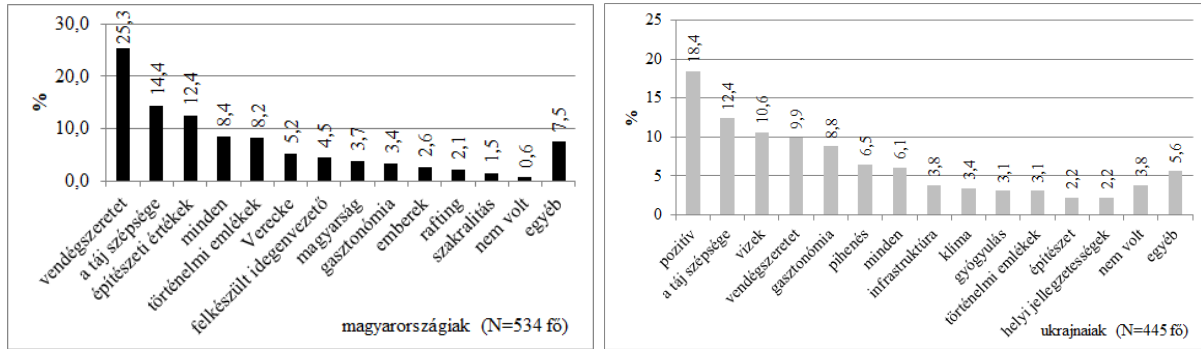 30,0
20,0
10,0
0,0
%
25,3
14,4
12,4
8,4
8,2
5,2
4,5
3,7
3,4
2,6
2,1
1,5
0,6
7,5
vendégszeretet
a táj szépsége
építészeti értékek
minden
történelmi emlékek
Verecke
felkészült idegenvezető
magyarság
gasztonómia
emberek
rafting
szakralitás
nem volt
egyéb
magyarországiak (N=534 fő)
25
20
15
10
5
0
%
18,4
12,4
10,6
9,9
8,8
6,5
6,1
3,8
3,4
3,1
3,1
2,2
2,2
3,8
5,6
pozitív
a táj szépsége
vizek
vendégszeretet
gasztonómia
pihenés
minden
infrastruktúra
klíma
gyógyulás
történelmi emlékek
építészet
helyi jellegzetességek
nem volt
egyéb
ukrajnaiak (N=445 fő)